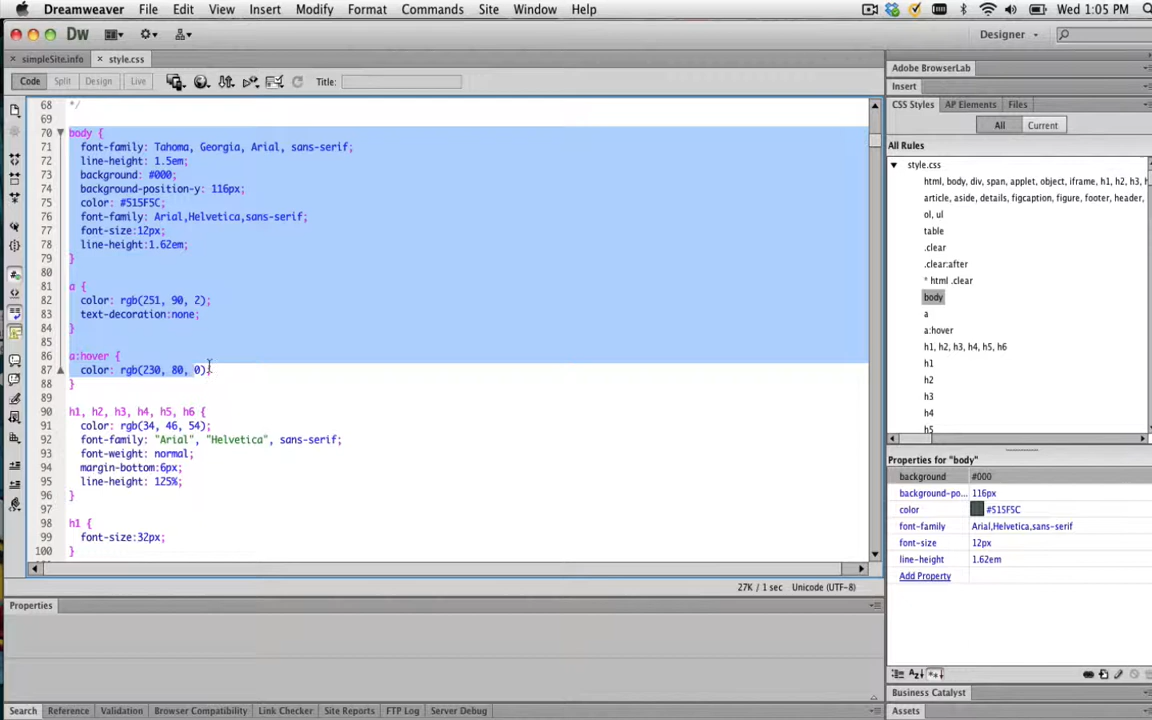 Dreamweaver File Edit View Insert Modify Format Commands Site Window Help Wed 1:05 PM
Dw Designer
simpleSite.info style.css
Code Split Design Live Title:
68 */
69
70 body {
71 font-family: Tahoma, Georgia, Arial, sans-serif;
72 line-height: 1.5em;
73 background: #000;
74 background-position-y: 116px;
75 color: #515F5C;
76 font-family: Arial,Helvetica,sans-serif;
77 font-size:12px;
78 line-height:1.62em;
79 }
80
81 a {
82 color: rgb(251, 90, 2);
83 text-decoration:none;
84 }
85
86 a:hover {
87 color: rgb(230, 80, 0);
88 }
89
90 h1, h2, h3, h4, h5, h6 {
91 color: rgb(34, 46, 54);
92 font-family: "Arial", "Helvetica", sans-serif;
93 font-weight: normal;
94 margin-bottom:6px;
95 line-height: 125%;
96 }
97
98 h1 {
99 font-size:32px;
100 }
27K / 1 sec Unicode (UTF-8)
Properties
Search Reference Validation Browser Compatibility Link Checker Site Reports FTP Log Server Debug
Adobe BrowserLab
Insert
CSS Styles AP Elements Files
All Current
All Rules
style.css
html, body, div, span, applet, object, iframe, h1, h2, h3, h
article, aside, details, figcaption, figure, footer, header,
ol, ul
table
.clear
.clear:after
* html .clear
body
a
a:hover
h1, h2, h3, h4, h5, h6
h1
h2
h3
h4
h5
Properties for "body"
background #000
background-po... 116px
color #515F5C
font-family Arial,Helvetica,sans-serif
font-size 12px
line-height 1.62em
Add Property
Business Catalyst
Assets